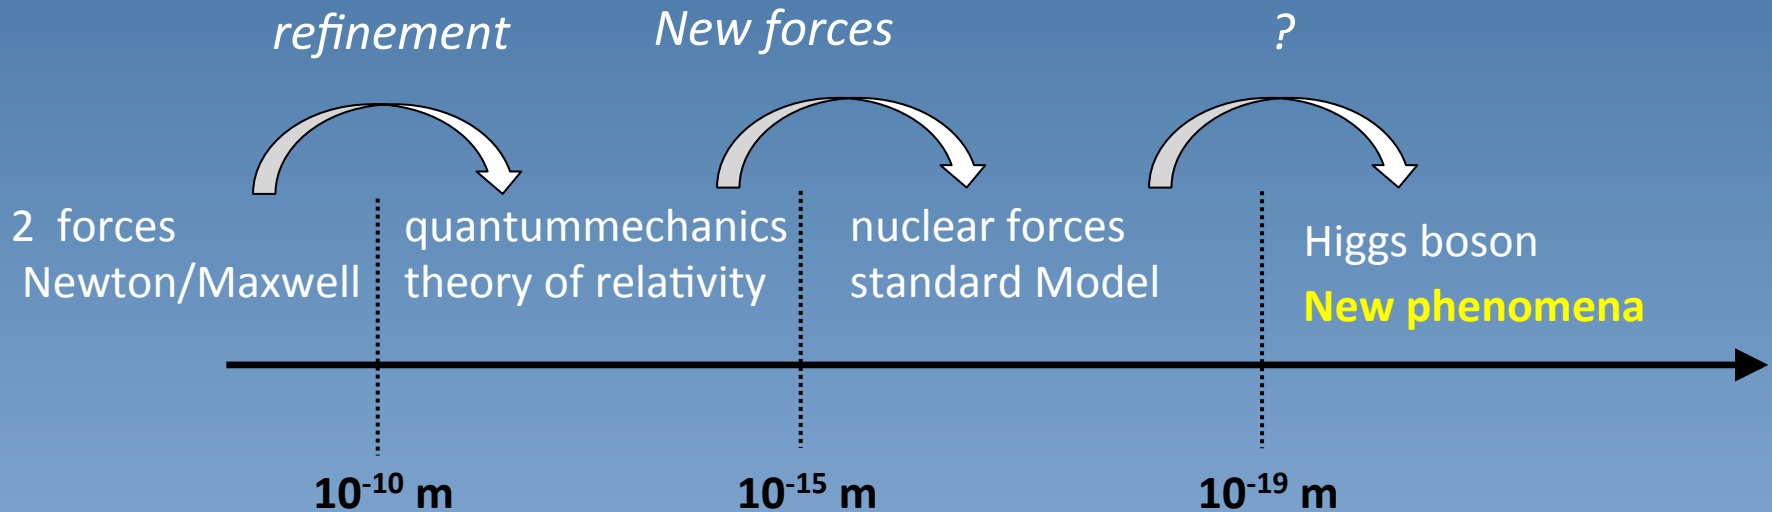 refinement
New forces
?
2 forces
Newton/Maxwell
quantummechanics
theory of relativity
nuclear forces
standard Model
Higgs boson
New phenomena
10⁻¹⁰ m
10⁻¹⁵ m
10⁻¹⁹ m